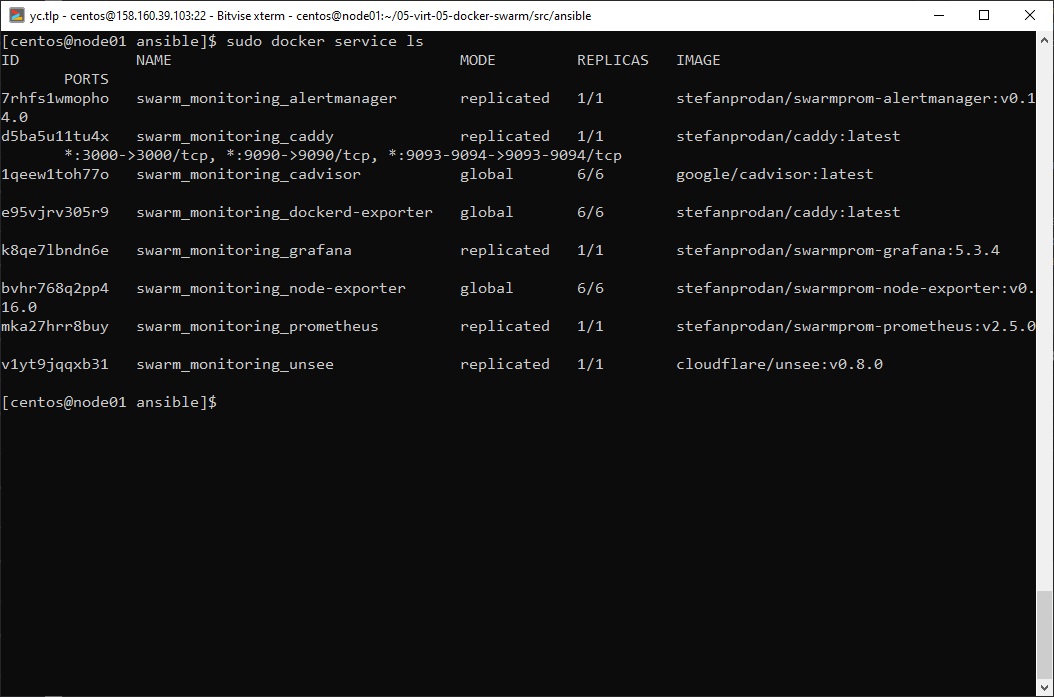 yc.tlp - centos@158.160.39.103:22 - Bitvise xterm - centos@node01:~/05-virt-05-docker-swarm/src/ansible
[centos@node01 ansible]$ sudo docker service ls
ID             NAME                                MODE         REPLICAS   IMAGE
       PORTS
7rhfs1wmopho   swarm_monitoring_alertmanager       replicated   1/1        stefanprodan/swarmprom-alertmanager:v0.1
4.0
d5ba5u11tu4x   swarm_monitoring_caddy              replicated   1/1        stefanprodan/caddy:latest
       *:3000->3000/tcp, *:9090->9090/tcp, *:9093-9094->9093-9094/tcp
1qeew1toh77o   swarm_monitoring_cadvisor           global       6/6        google/cadvisor:latest
e95vjrv305r9   swarm_monitoring_dockerd-exporter   global       6/6        stefanprodan/caddy:latest
k8qe7lbndn6e   swarm_monitoring_grafana            replicated   1/1        stefanprodan/swarmprom-grafana:5.3.4
bvhr768q2pp4   swarm_monitoring_node-exporter      global       6/6        stefanprodan/swarmprom-node-exporter:v0.
16.0
mka27hrr8buy   swarm_monitoring_prometheus         replicated   1/1        stefanprodan/swarmprom-prometheus:v2.5.0
v1yt9jqqxb31   swarm_monitoring_unsee              replicated   1/1        cloudflare/unsee:v0.8.0
[centos@node01 ansible]$